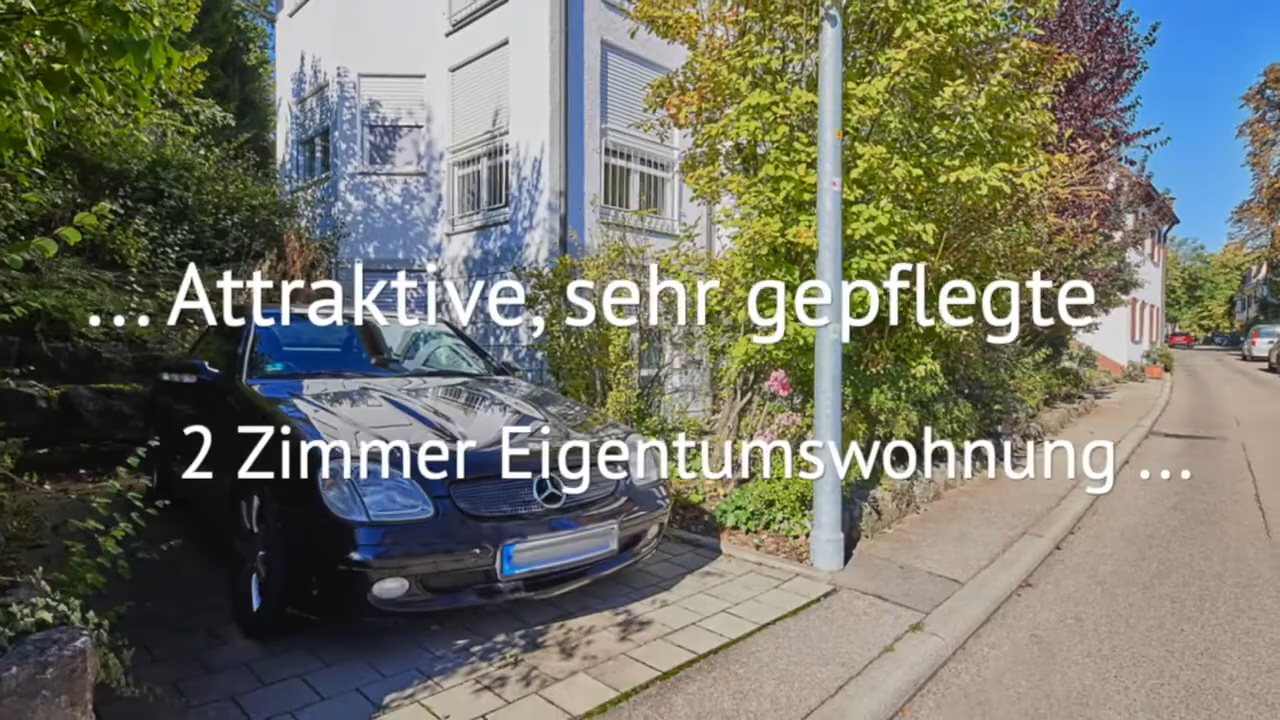 ... Attraktive, sehr gepflegte
2 Zimmer Eigentumswohnung ...